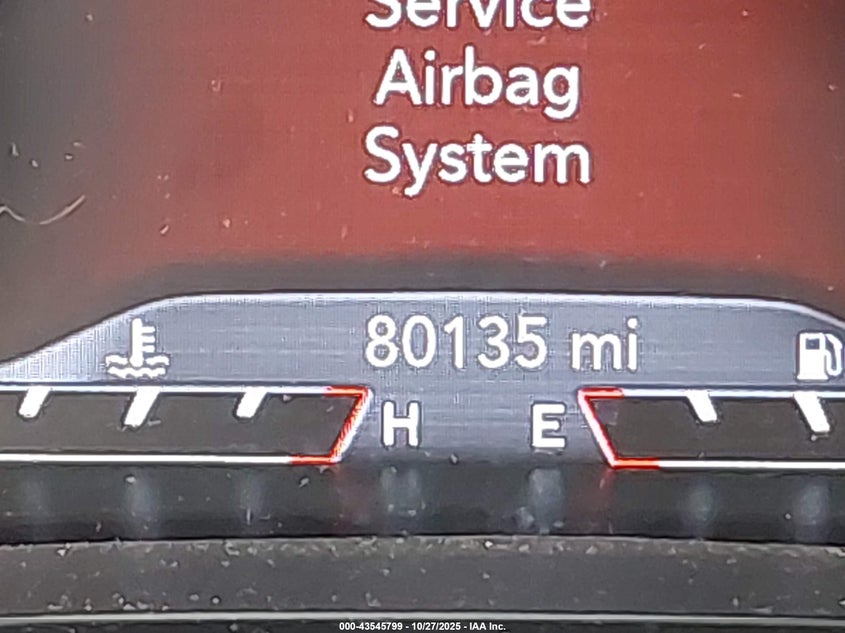 Service
Airbag
System
80135 mi
H E
000-43545799 - 10/27/2025 - IAA Inc.